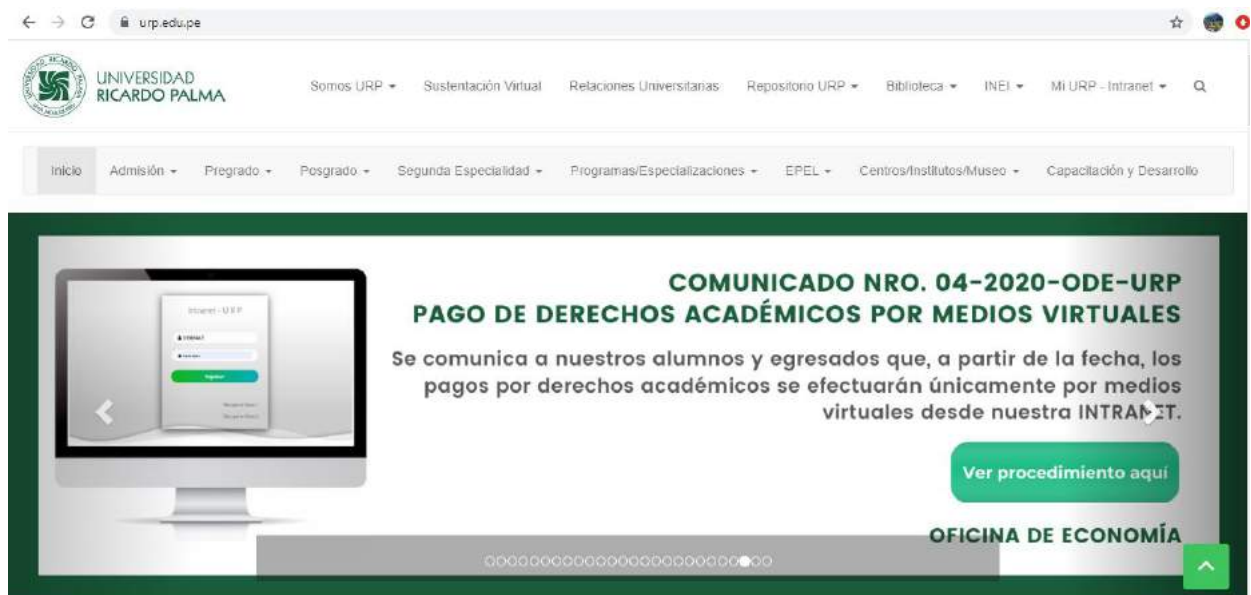 urp.edu.pe
UNIVERSIDAD
RICARDO PALMA
Somos URP Sustentación Virtual Relaciones Universitarias Repositorio URP Biblioteca INEI Mi URP - Intranet
Inicio Admisión Pregrado Posgrado Segunda Especialidad Programas/Especializaciones EPEL Centros/Institutos/Museo Capacitación y Desarrollo
COMUNICADO NRO. 04-2020-ODE-URP
PAGO DE DERECHOS ACADÉMICOS POR MEDIOS VIRTUALES
Se comunica a nuestros alumnos y egresados que, a partir de la fecha, los
pagos por derechos académicos se efectuarán únicamente por medios
virtuales desde nuestra INTRANET.
Intranet - U R P
Ver procedimiento aquí
OFICINA DE ECONOMÍA